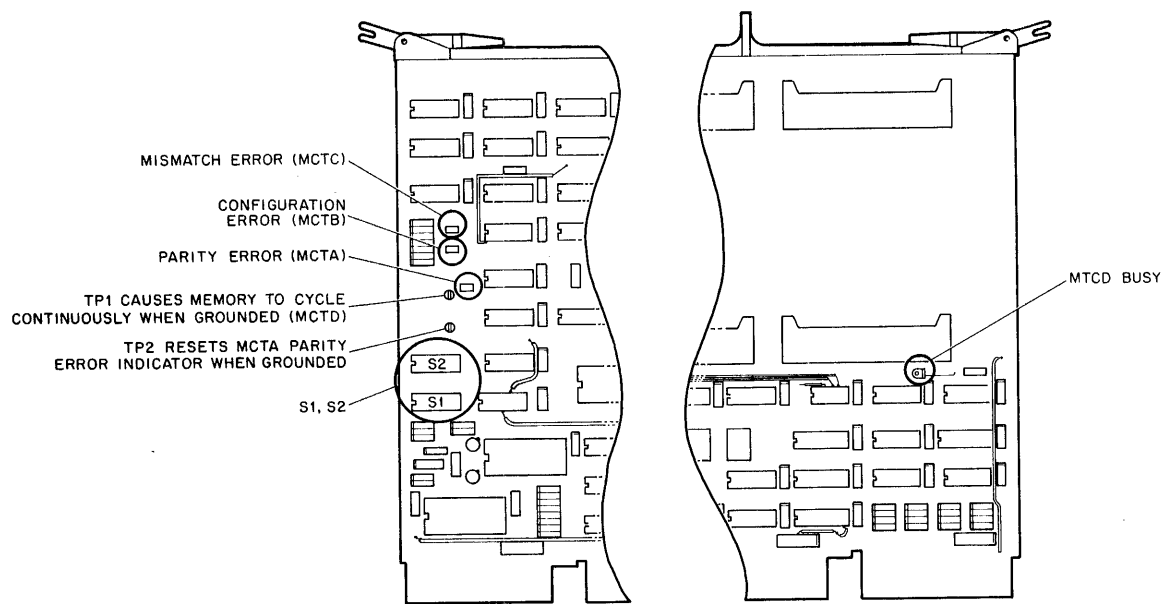 MISMATCH ERROR (MCTC)
CONFIGURATION
ERROR (MCTB)
PARITY ERROR (MCTA)
TP1 CAUSES MEMORY TO CYCLE
CONTINUOUSLY WHEN GROUNDED (MCTD)
TP2 RESETS MCTA PARITY
ERROR INDICATOR WHEN GROUNDED
S1, S2
S2
S1
MTCD BUSY